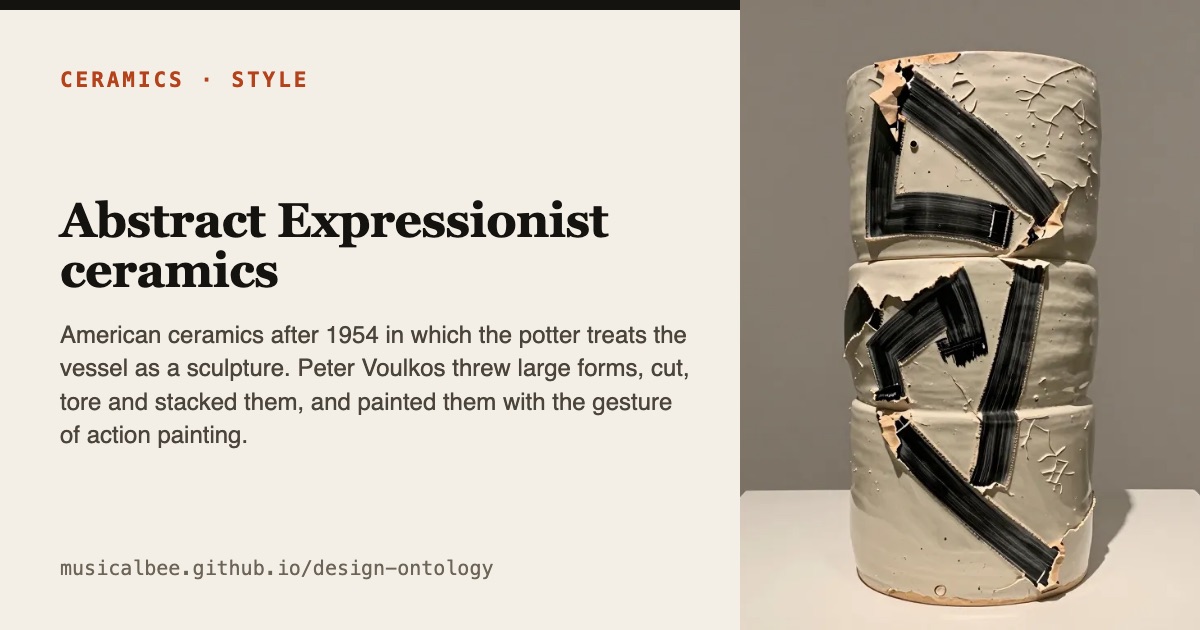 CERAMICS · STYLE
Abstract Expressionist
ceramics
American ceramics after 1954 in which the potter treats the
vessel as a sculpture. Peter Voulkos threw large forms, cut,
tore and stacked them, and painted them with the gesture
of action painting.
musicalbee.github.io/design-ontology